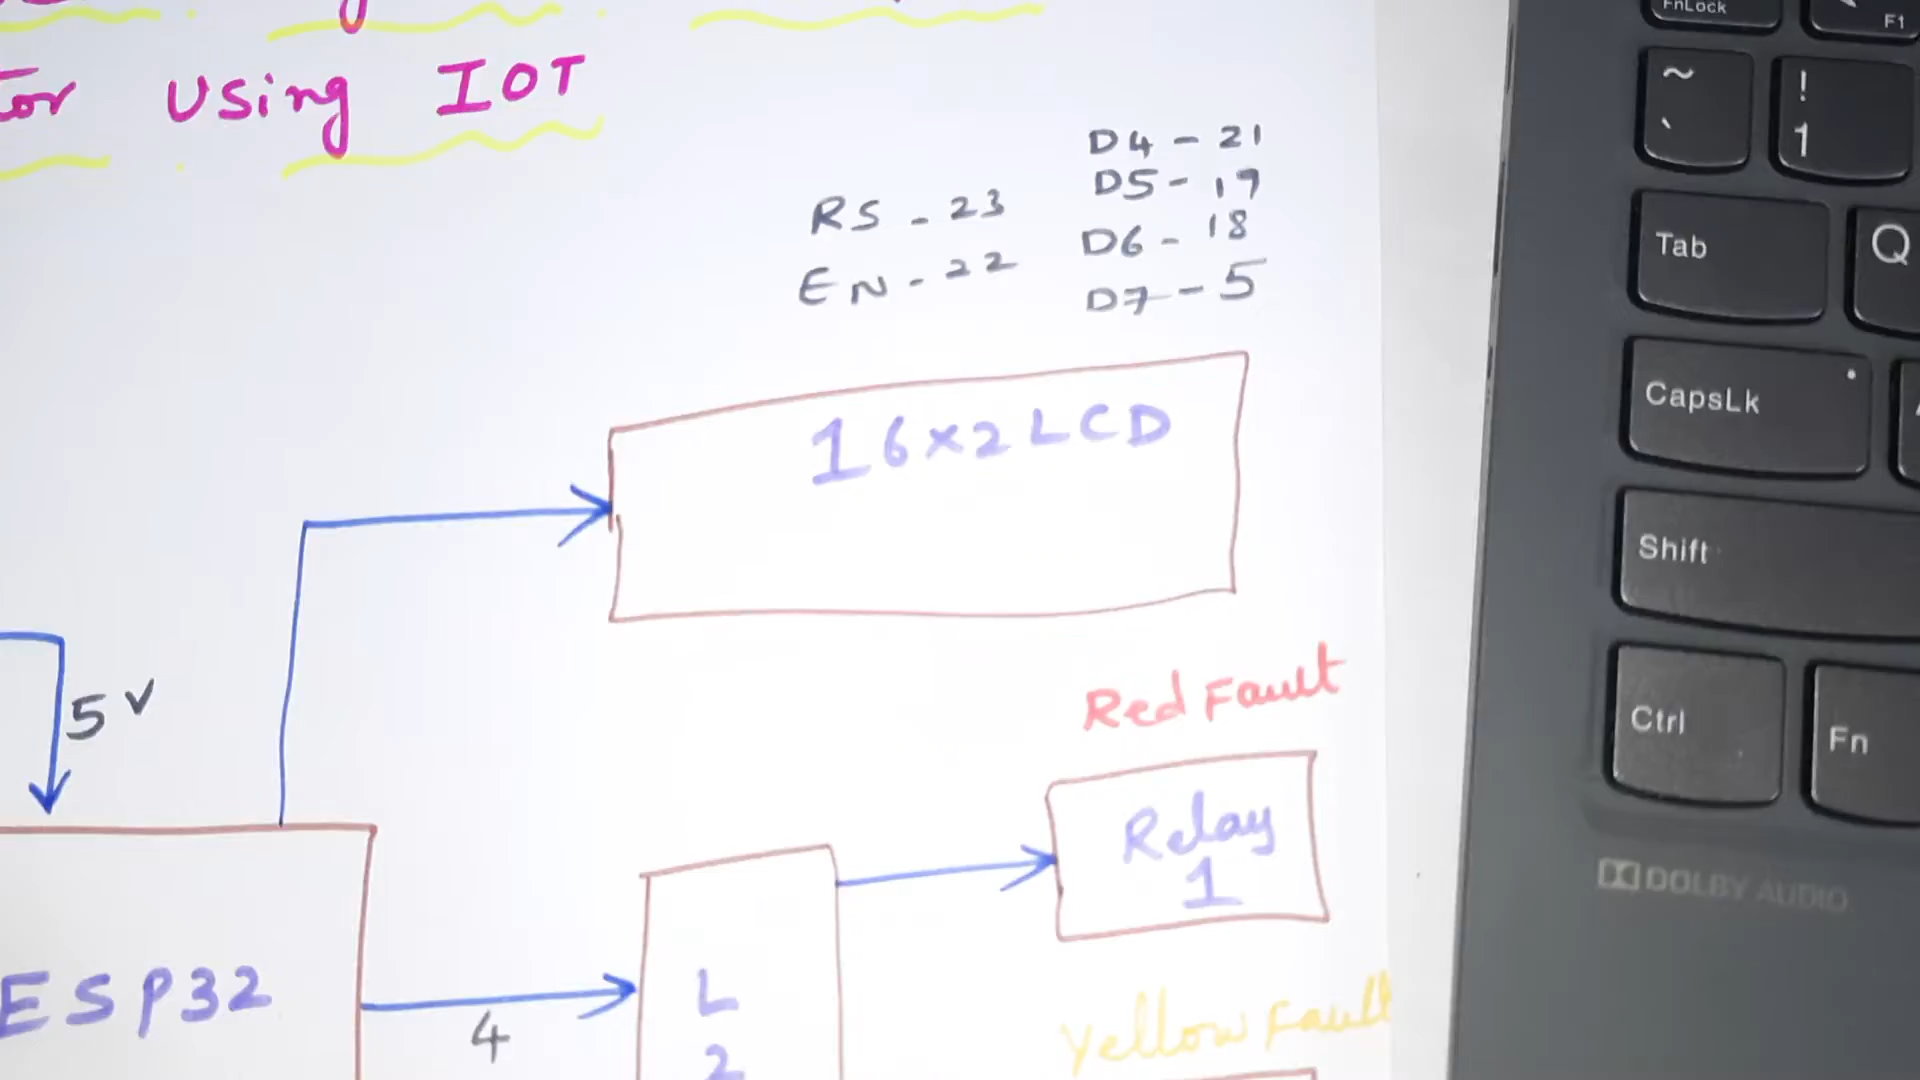 tor Using IOT
D4 - 21
D5 - 19
RS - 23
D6 - 18
EN - 22
D7 - 5
16x2 LCD
5V
Red Fault
Relay
1
ESP32
4
L
2
Yellow Fault
FnLock
F1
~
`
!
1
Tab
Q
CapsLk
Shift
Ctrl
Fn
DOLBY AUDIO